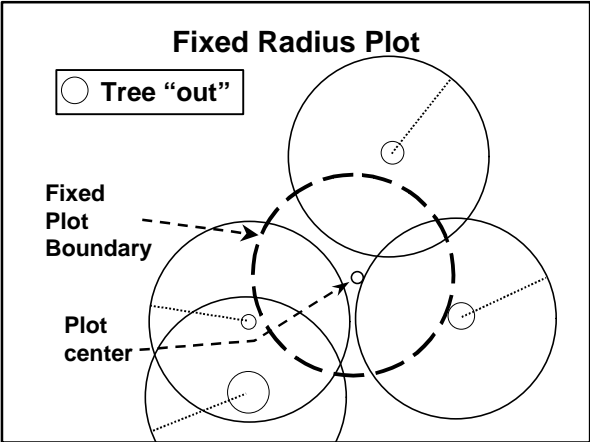 Fixed Radius Plot
Tree “out”
Fixed
Plot
Boundary
Plot
center